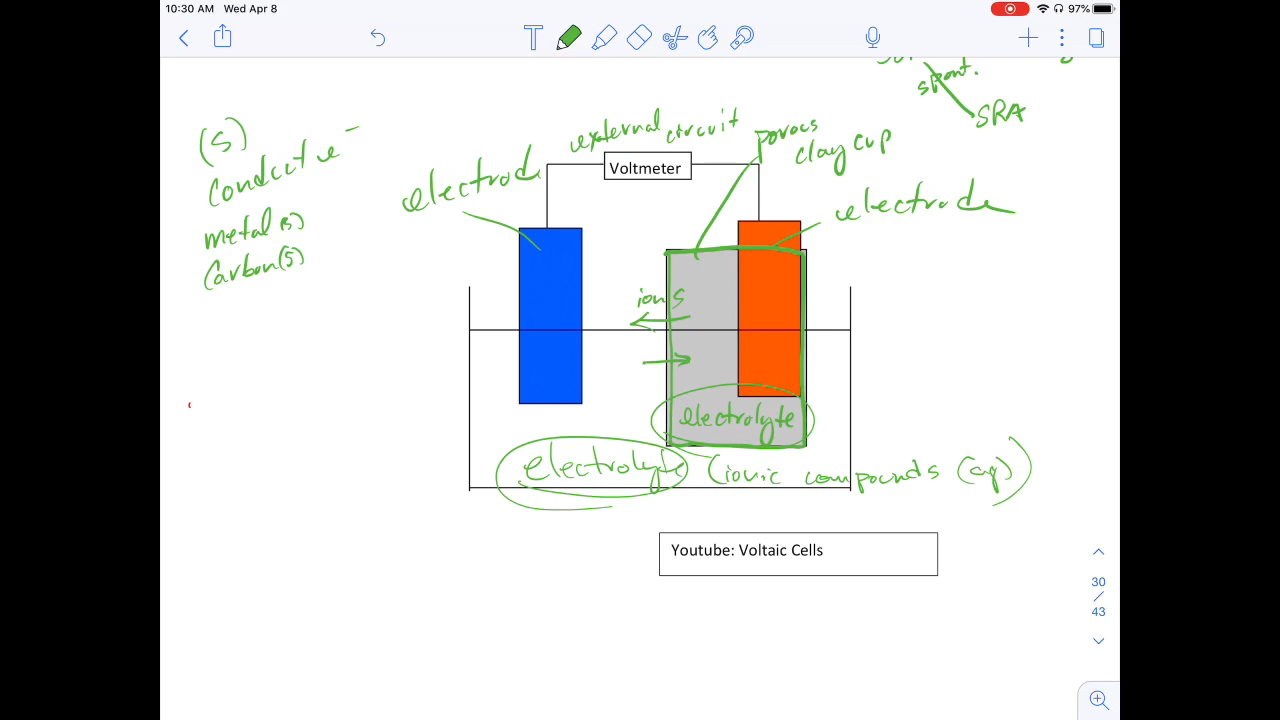 10:30 AM Wed Apr 8
97%
T
spont.
SRA
(s)
Conductive
metal (s)
Carbon (s)
external circuit
porous
clay cup
Voltmeter
electrod
electrode
ions
electrolyte
electrolyte (ionic compounds (aq))
Youtube: Voltaic Cells
30
/
43